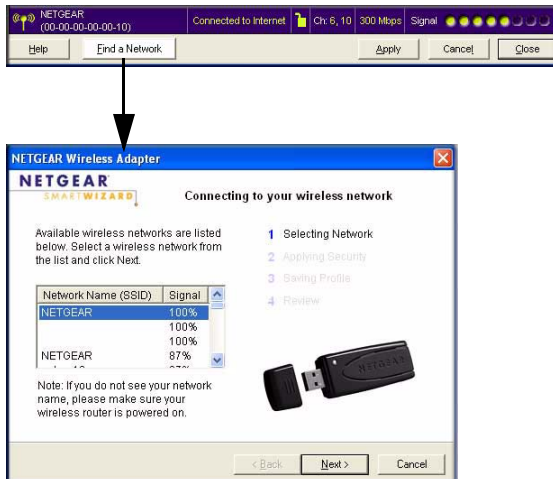 NETGEAR
(00-00-00-00-00-10)
Connected to Internet
Ch: 6, 10
300 Mbps
Signal
Help
Find a Network
Apply
Cancel
Close
NETGEAR Wireless Adapter
NETGEAR
SMARTWIZARD
Connecting to your wireless network
Available wireless networks are listed
below. Select a wireless network from
the list and click Next.
Network Name (SSID) Signal
NETGEAR 100%
100%
100%
NETGEAR 87%
Note: If you do not see your network
name, please make sure your
wireless router is powered on.
1 Selecting Network
2 Applying Security
3 Saving Profile
4 Review
NETGEAR
< Back
Next >
Cancel